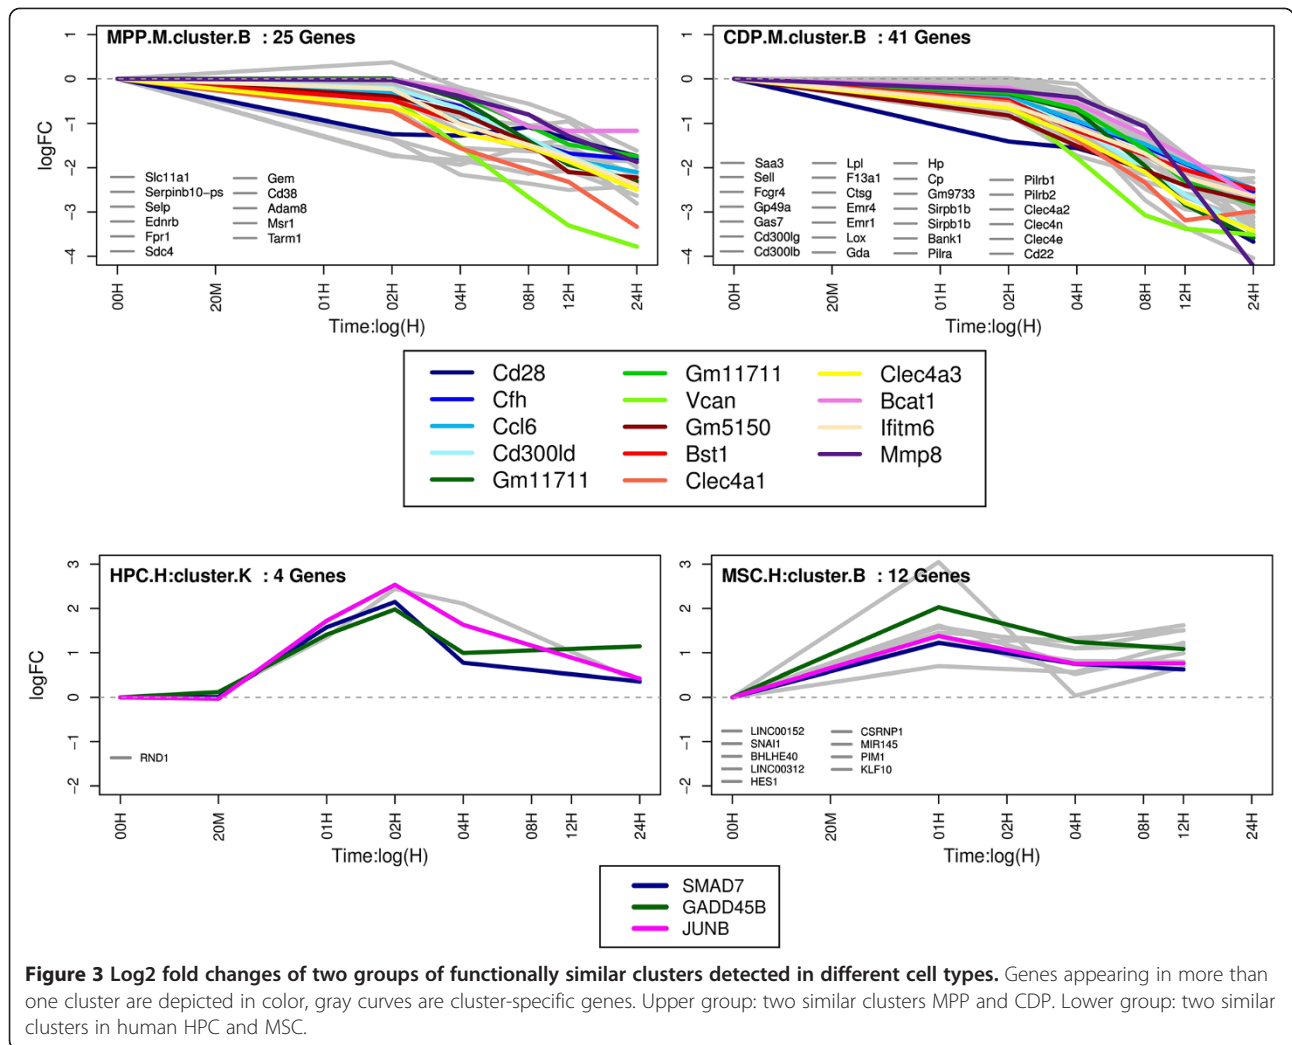 MPP.M.cluster.B : 25 Genes
logFC
1
0
−1
−2
−3
−4
Slc11a1
Serpinb10−ps
Selp
Ednrb
Fpr1
Sdc4
Gem
Cd38
Adam8
Msr1
Tarm1
00H
20M
01H
02H
04H
08H
12H
24H
Time:log(H)
CDP.M.cluster.B : 41 Genes
1
0
−1
−2
−3
−4
Saa3
Sell
Fcgr4
Gp49a
Gas7
Cd300lg
Cd300lb
Lpl
F13a1
Ctsg
Emr4
Emr1
Lox
Gda
Hp
Cp
Gm9733
Sirpb1b
Sirpb1b
Bank1
Pilra
Pilrb1
Pilrb2
Clec4a2
Clec4n
Clec4e
Cd22
00H
20M
01H
02H
04H
08H
12H
24H
Time:log(H)
Cd28
Cfh
Ccl6
Cd300ld
Gm11711
Gm11711
Vcan
Gm5150
Bst1
Clec4a1
Clec4a3
Bcat1
Ifitm6
Mmp8
HPC.H:cluster.K : 4 Genes
logFC
3
2
1
0
−1
−2
RND1
00H
20M
01H
02H
04H
08H
12H
24H
Time:log(H)
MSC.H:cluster.B : 12 Genes
3
2
1
0
−1
−2
LINC00152
SNAI1
BHLHE40
LINC00312
HES1
CSRNP1
MIR145
PIM1
KLF10
00H
20M
01H
02H
04H
08H
12H
24H
Time:log(H)
SMAD7
GADD45B
JUNB
Figure 3 Log2 fold changes of two groups of functionally similar clusters detected in different cell types. Genes appearing in more than
one cluster are depicted in color, gray curves are cluster-specific genes. Upper group: two similar clusters MPP and CDP. Lower group: two similar
clusters in human HPC and MSC.